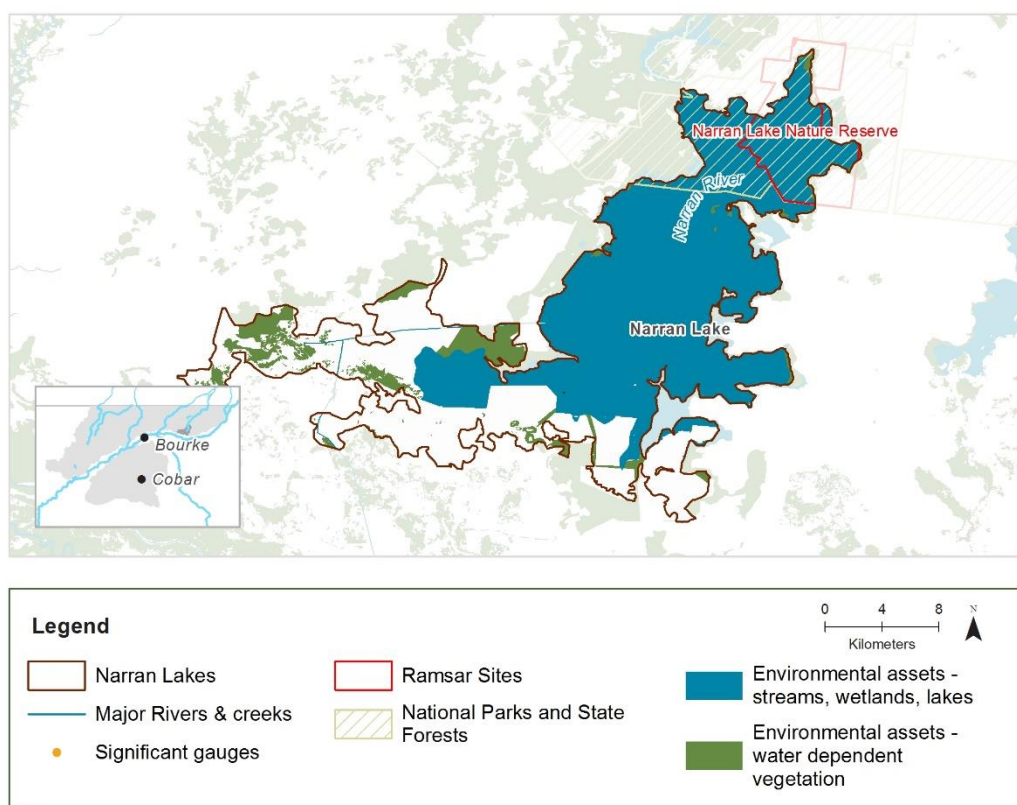 Narran Lake Nature Reserve
Narran River
Narran Lake
Bourke
Cobar
Legend
0 4 8
Kilometers
N
Narran Lakes
Major Rivers & creeks
Significant gauges
Ramsar Sites
National Parks and State
Forests
Environmental assets -
streams, wetlands, lakes
Environmental assets -
water dependent
vegetation